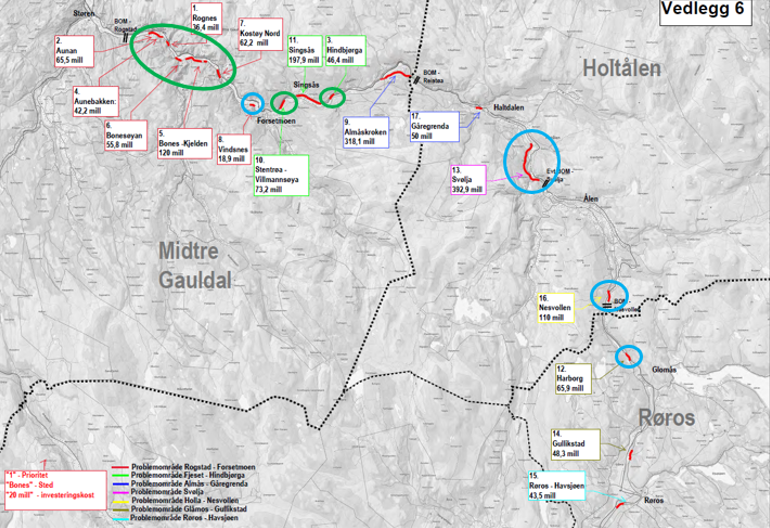 Vedlegg 6
Støren
BOM -
Rogstad
1.
Rognes
36,4 mill
7.
Kostøy Nord
62,2 mill
2.
Aunan
65,5 mill
11.
Singsås
197,9 mill
3.
Hindbjørga
46,4 mill
Holtålen
4.
Aunebakken:
42,2 mill
6.
Bonesøyan
55,8 mill
5.
Bones -Kjelden
120 mill
8.
Vindsnes
18,9 mill
Singsås
Forsetmoen
10.
Stentrøa -
Villmannsøya
73,2 mill
BOM -
9.
Almåskroken
318,1 mill
17.
Gåregrenda
50 mill
Haltdalen
13.
Svølja
392,9 mill
Ålen
Midtre
Gauldal
16.
Nesvollen
110 mill
BOM -
Nesvollen
12.
Harborg
65,9 mill
Glomås
Røros
14.
Gullikstad
48,3 mill
15.
Røros - Havsjøen
43,5 mill
Røros
"1" - Prioritet
"Bones" - Sted
"20 mill" - investeringskost
Problemområde Rogstad - Forsetmoen
Problemområde Fjeset - Hindbjørga
Problemområde Almås - Gåregrenda
Problemområde Svølja
Problemområde Holla - Nesvollen
Problemområde Glåmos - Gullikstad
Problemområde Røros - Havsjøen